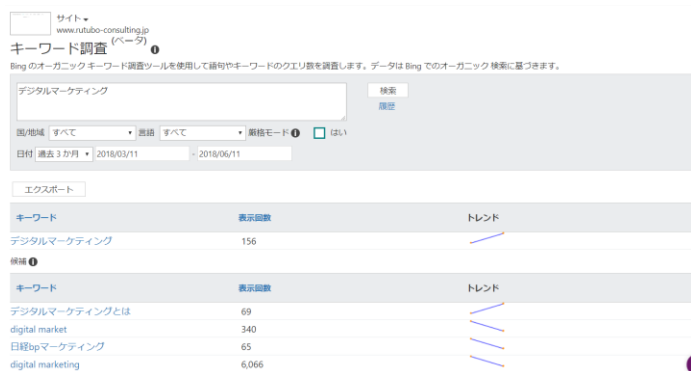 サイト▾
www.rutubo-consulting.jp
キーワード調査 (ベータ)
Bing のオーガニック キーワード調査ツールを使用して語句やキーワードのクエリ数を調査します。データは Bing でのオーガニック 検索に基づきます。
デジタルマーケティング
検索
履歴
国/地域 すべて 言語 すべて 厳格モード はい
日付 過去 3 か月 2018/03/11 - 2018/06/11
エクスポート
キーワード 表示回数 トレンド
デジタルマーケティング 156
候補
キーワード 表示回数 トレンド
デジタルマーケティングとは 69
digital market 340
日経bpマーケティング 65
digital marketing 6,066